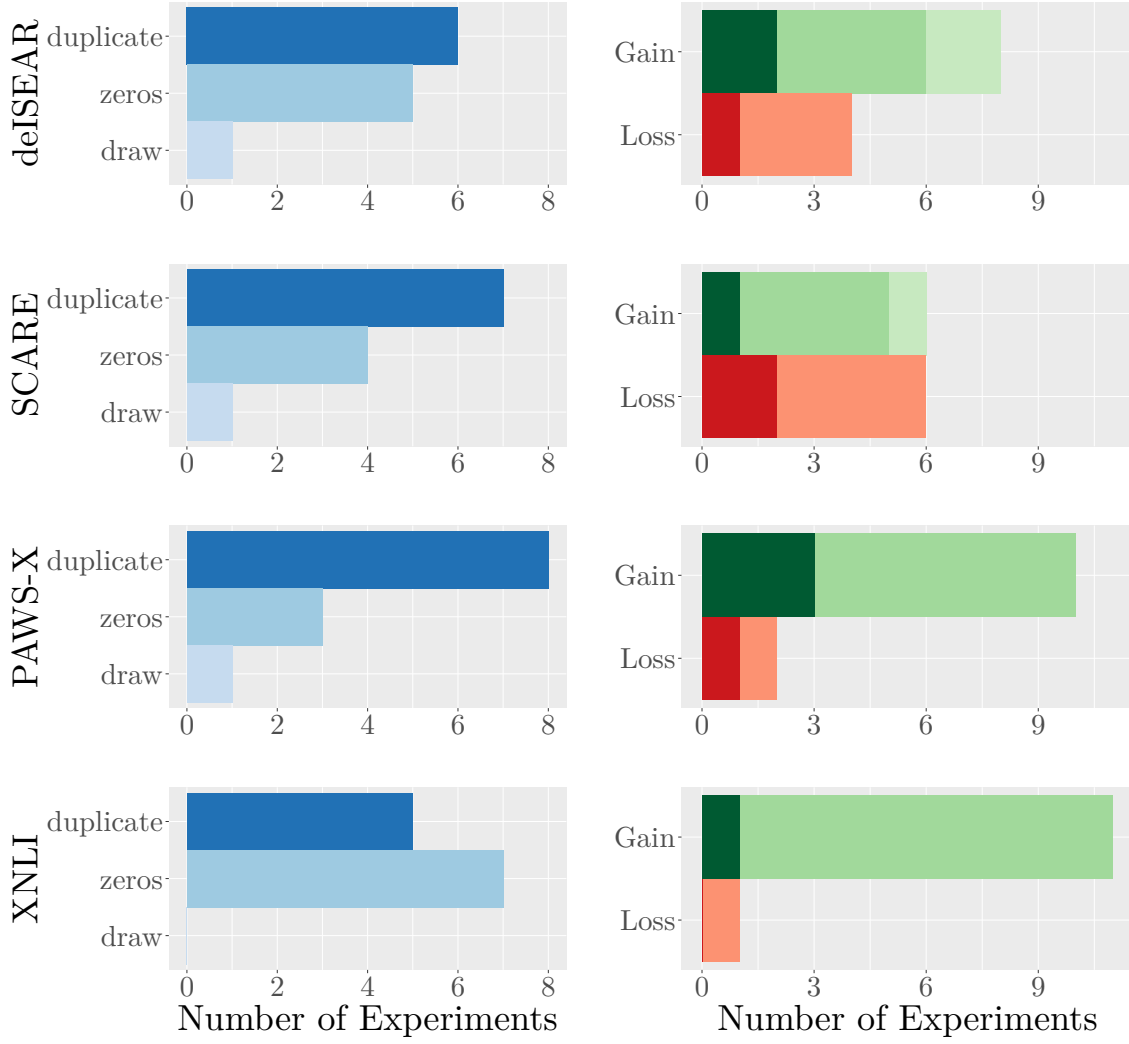 deISEAR
duplicate
zeros
draw
0 2 4 6 8
Gain
Loss
0 3 6 9
SCARE
duplicate
zeros
draw
0 2 4 6 8
Gain
Loss
0 3 6 9
PAWS-X
duplicate
zeros
draw
0 2 4 6 8
Gain
Loss
0 3 6 9
XNLI
duplicate
zeros
draw
0 2 4 6 8
Number of Experiments
Gain
Loss
0 3 6 9
Number of Experiments